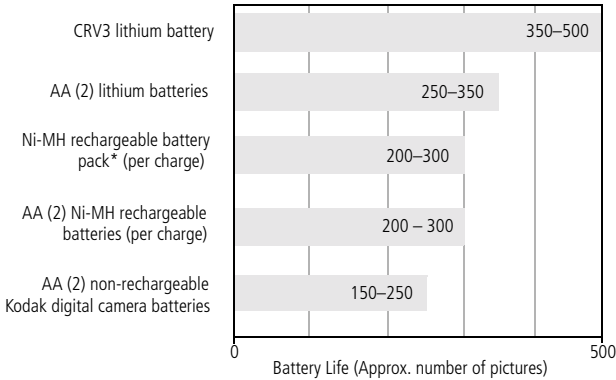 CRV3 lithium battery
350–500
AA (2) lithium batteries
250–350
Ni-MH rechargeable battery
pack* (per charge)
200–300
AA (2) Ni-MH rechargeable
batteries (per charge)
200 – 300
AA (2) non-rechargeable
Kodak digital camera batteries
150–250
0
500
Battery Life (Approx. number of pictures)